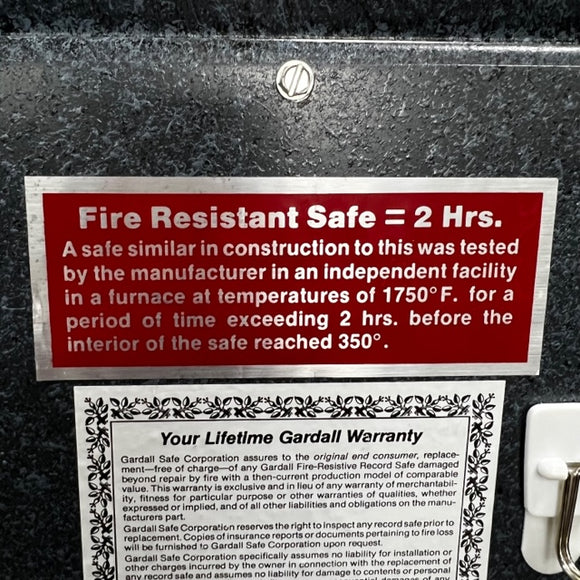 Fire Resistant Safe = 2 Hrs.
A safe similar in construction to this was tested
by the manufacturer in an independent facility
in a furnace at temperatures of 1750°F. for a
period of time exceeding 2 hrs. before the
interior of the safe reached 350°.
Your Lifetime Gardall Warranty
Gardall Safe Corporation assures to the original end consumer, replace-
ment—free of charge—of any Gardall Fire-Resistive Record Safe damaged
beyond repair by fire with a then-current production model of comparable
value. This warranty is exclusive and in lieu of any warranty of merchantabil-
ity, fitness for particular purpose or other warranties of qualities, whether
expressed or implied, and of all other liabilities and obligations on the manu-
facturers part.
Gardall Safe Corporation reserves the right to inspect any record safe prior to
replacement. Copies of insurance reports or documents pertaining to fire loss
will be furnished to Gardall Safe Corporation upon request.
Gardall Safe Corporation specifically assumes no liability for installation or
other charges incurred by the owner in connection with the replacement of
any record safe and assumes no liability for damage to contents or personal